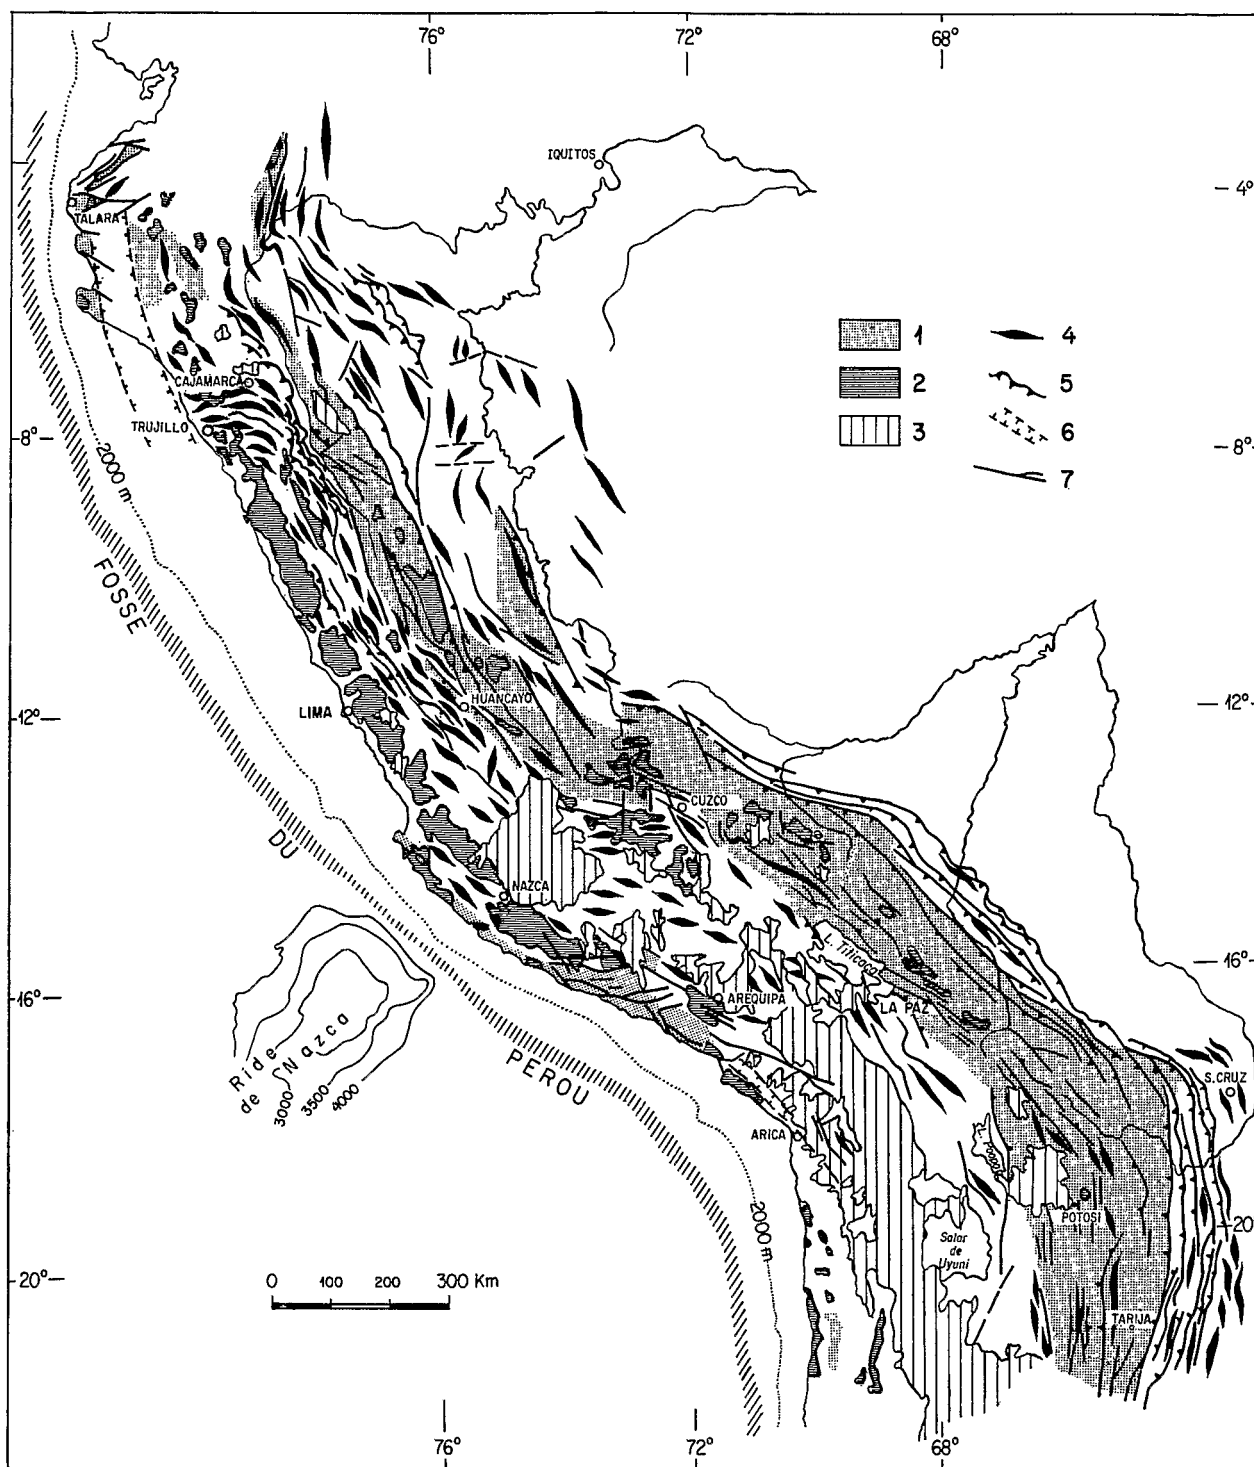 76° 72° 68°
IQUITOS
4°
TALARA
1 4
2 5
CAJAMARCA
3 6
TRUJILLO
8° 8°
7
2000 m
FOSSE
HUANCAYO
LIMA
12° 12°
CUZCO
DU
NAZCA
L. Titicaca
16°
AREQUIPA
16°
LA PAZ
Ride
de Nazca
PEROU
3000
3500
4000
S.CRUZ
ARICA
L. Poopó
2000 m
POTOSI
20°
Salar
de
Uyuni
0 100 200 300 Km
20°
TARIJA
76° 72° 68°